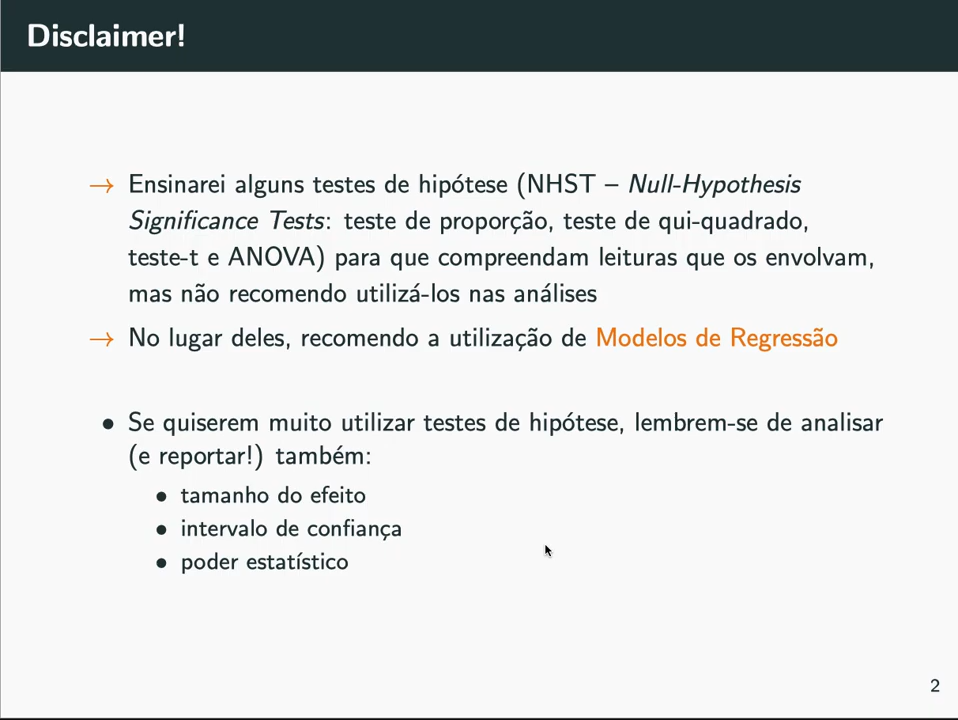 Disclaimer!
→ Ensinarei alguns testes de hipótese (NHST – Null-Hypothesis
Significance Tests: teste de proporção, teste de qui-quadrado,
teste-t e ANOVA) para que compreendam leituras que os envolvam,
mas não recomendo utilizá-los nas análises
→ No lugar deles, recomendo a utilização de Modelos de Regressão
• Se quiserem muito utilizar testes de hipótese, lembrem-se de analisar
(e reportar!) também:
• tamanho do efeito
• intervalo de confiança
• poder estatístico
2